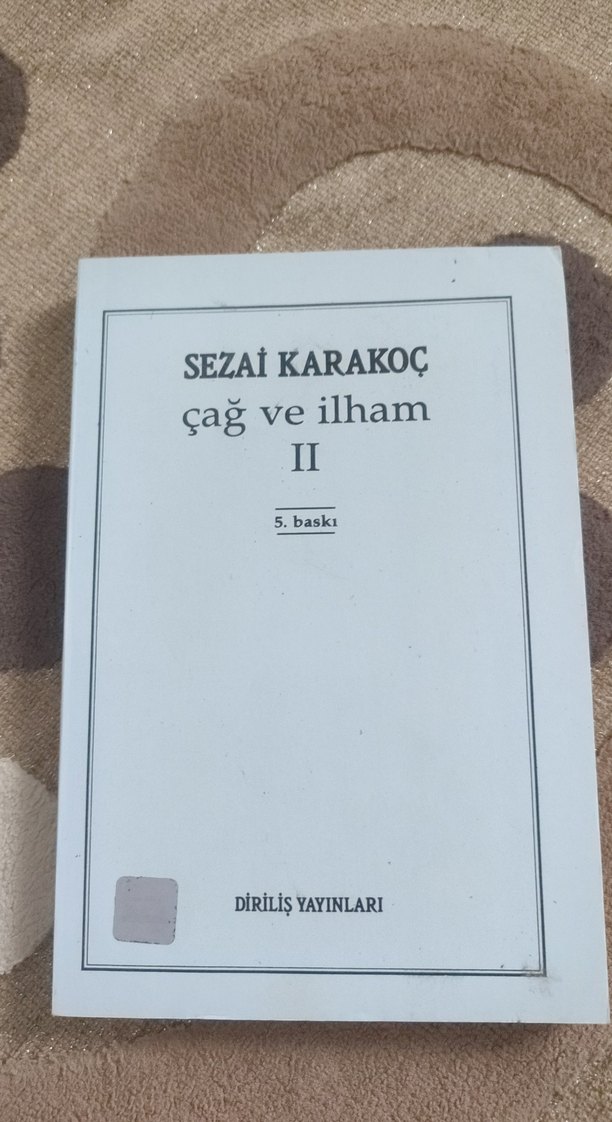 SEZAİ KARAKOÇ
çağ ve ilham
II
5. baskı
DİRİLİŞ YAYINLARI